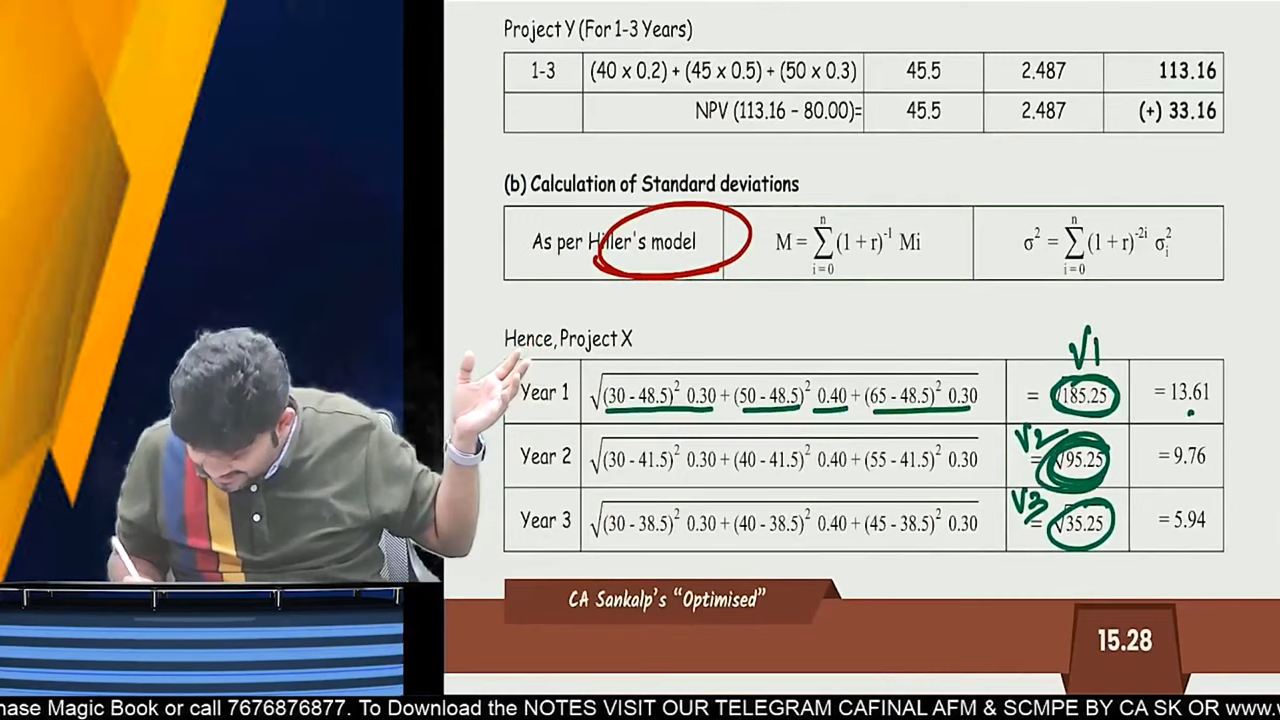 Project Y (For 1-3 Years)
1-3 (40 x 0.2) + (45 x 0.5) + (50 x 0.3) 45.5 2.487 113.16
NPV (113.16 – 80.00)= 45.5 2.487 (+) 33.16
(b) Calculation of Standard deviations
As per Hiller's model M = n∑i=0 (1 + r)^-1 Mi σ² = n∑i=0 (1 + r)^-2i σi²
Hence, Project X
√1
Year 1 √(30 - 48.5)² 0.30 + (50 - 48.5)² 0.40 + (65 - 48.5)² 0.30 = √185.25 = 13.61
√2
Year 2 √(30 - 41.5)² 0.30 + (40 - 41.5)² 0.40 + (55 - 41.5)² 0.30 = √95.25 = 9.76
√3
Year 3 √(30 - 38.5)² 0.30 + (40 - 38.5)² 0.40 + (45 - 38.5)² 0.30 = √35.25 = 5.94
CA Sankalp's "Optimised"
15.28
hase Magic Book or call 7676876877. To Download the NOTES VISIT OUR TELEGRAM CAFINAL AFM & SCMPE BY CA SK OR www.